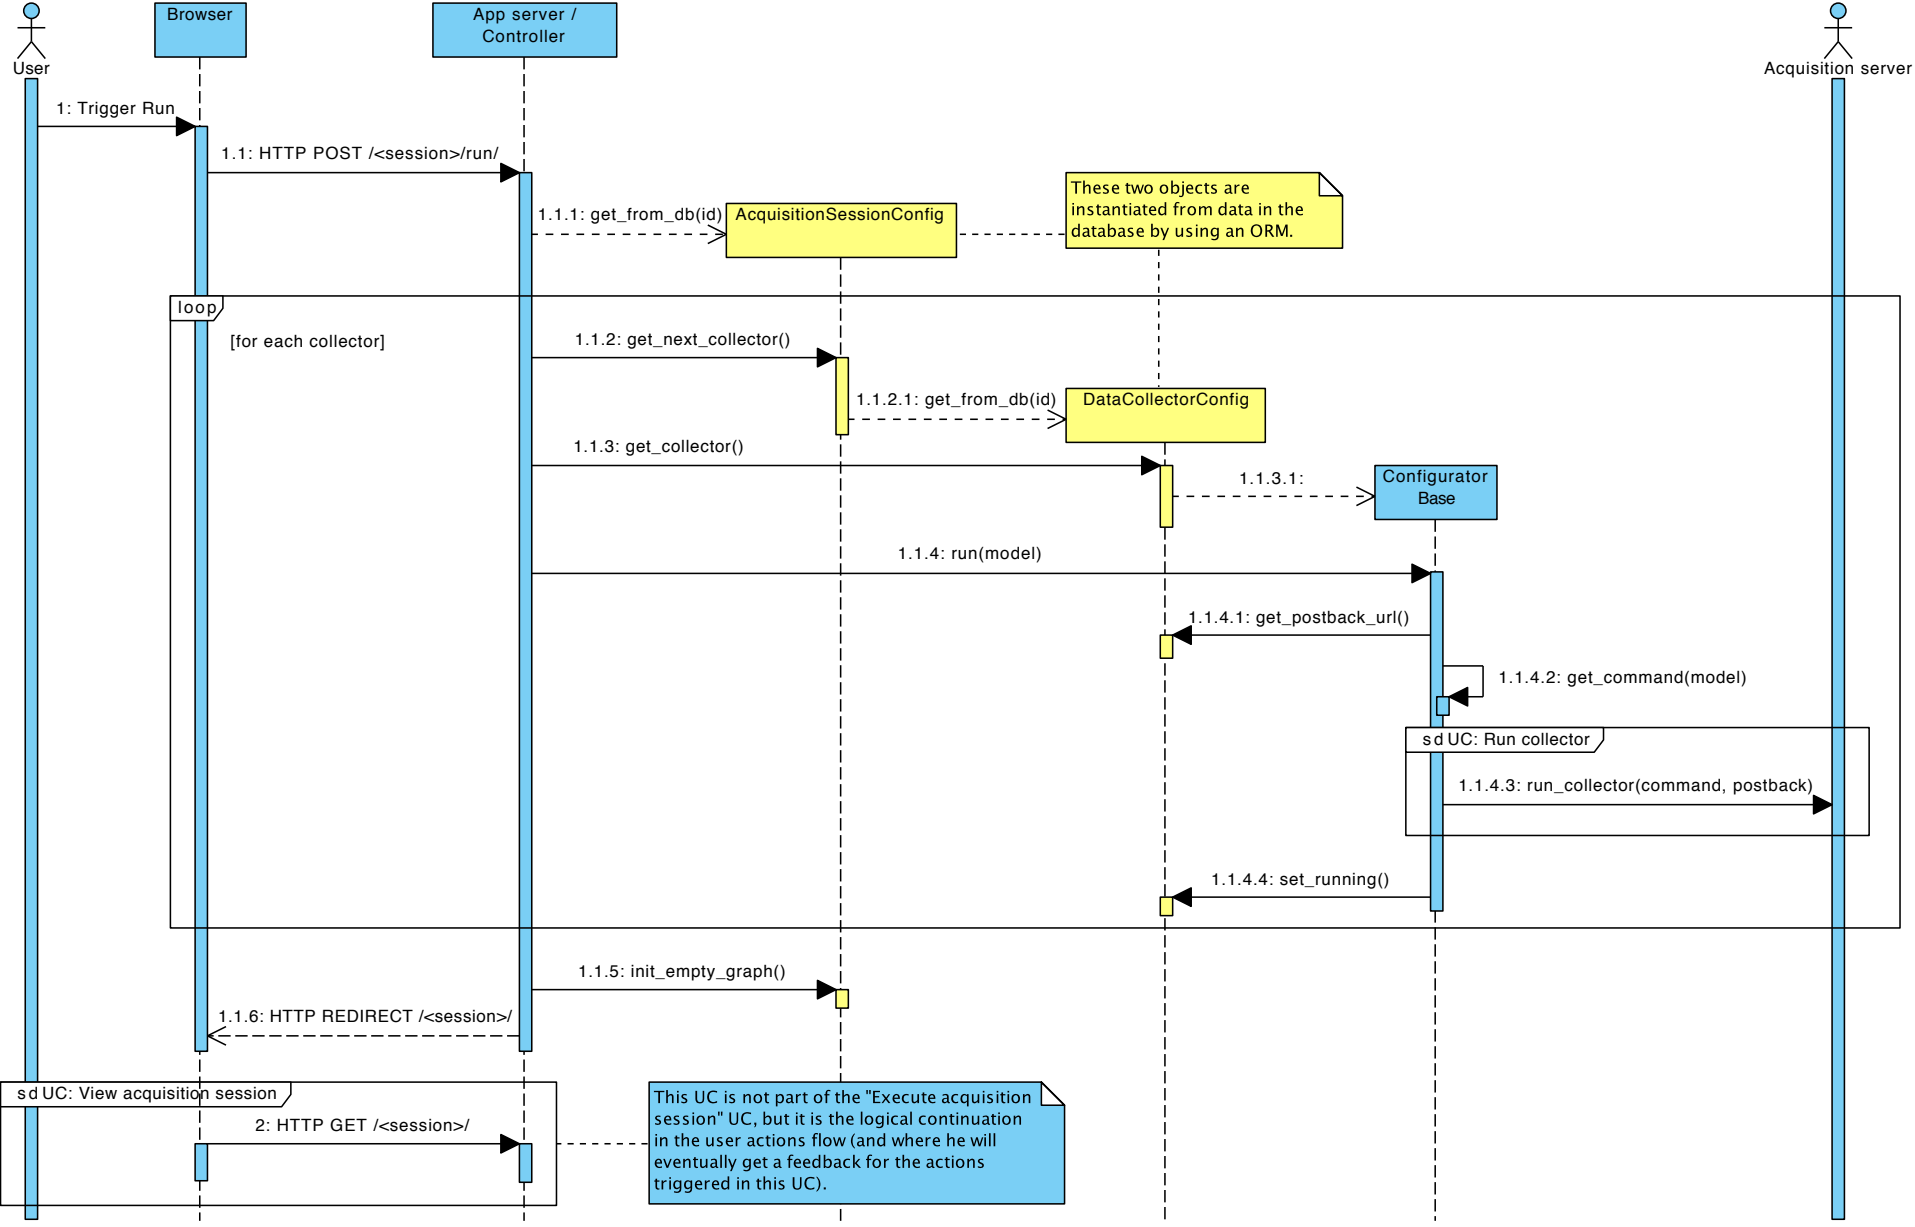 User
Browser
App server /
Controller
Acquisition server
1: Trigger Run
1.1: HTTP POST /<session>/run/
These two objects are
instantiated from data in the
database by using an ORM.
1.1.1: get_from_db(id)
AcquisitionSessionConfig
loop
[for each collector]
1.1.2: get_next_collector()
1.1.2.1: get_from_db(id)
DataCollectorConfig
1.1.3: get_collector()
1.1.3.1:
Configurator
Base
1.1.4: run(model)
1.1.4.1: get_postback_url()
1.1.4.2: get_command(model)
sd UC: Run collector
1.1.4.3: run_collector(command, postback)
1.1.4.4: set_running()
1.1.5: init_empty_graph()
1.1.6: HTTP REDIRECT /<session>/
sd UC: View acquisition session
2: HTTP GET /<session>/
This UC is not part of the "Execute acquisition
session" UC, but it is the logical continuation
in the user actions flow (and where he will
eventually get a feedback for the actions
triggered in this UC).